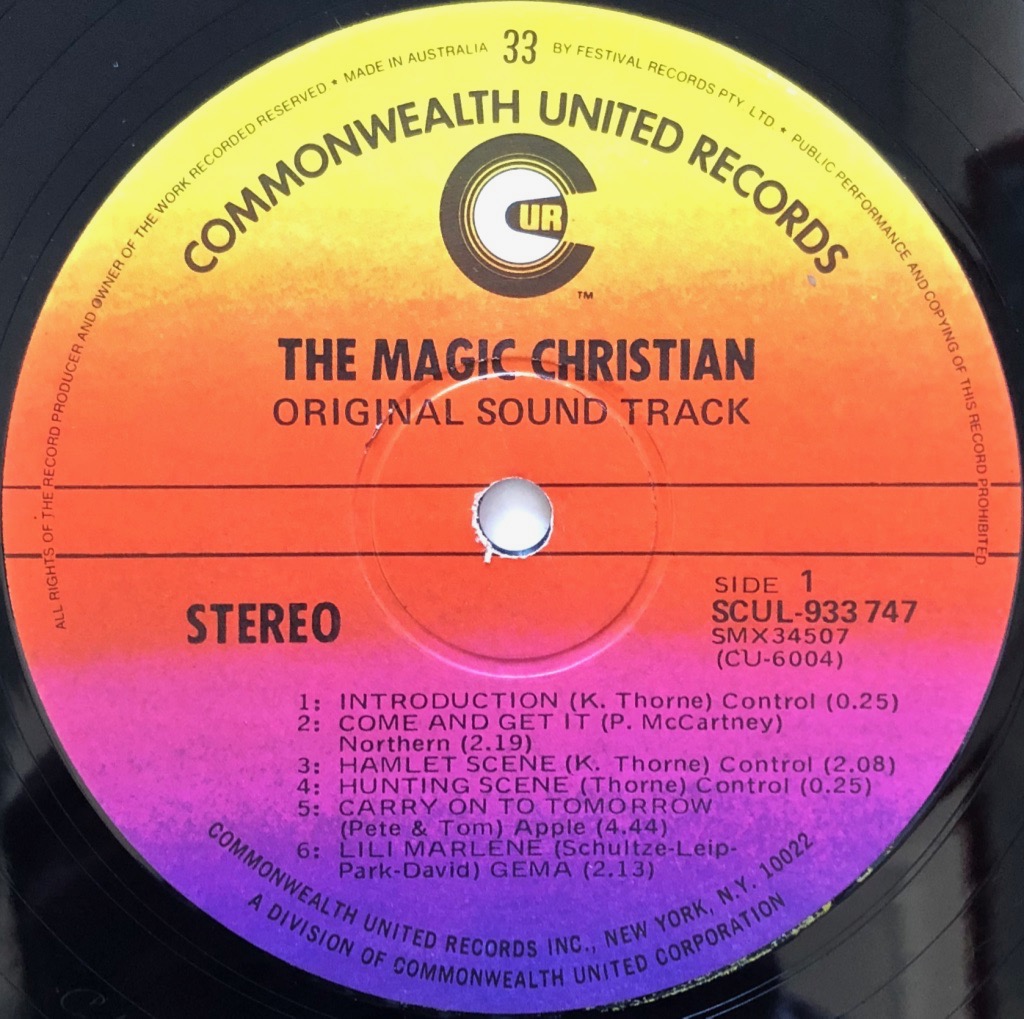 ALL RIGHTS OF THE RECORD PRODUCER AND OWNER OF THE WORK RECORDED RESERVED * MADE IN AUSTRALIA 33 BY FESTIVAL RECORDS PTY. LTD. * PUBLIC PERFORMANCE AND COPYING OF THIS RECORD PROHIBITED
COMMONWEALTH UNITED RECORDS
CUR
TM
THE MAGIC CHRISTIAN
ORIGINAL SOUND TRACK
STEREO
SIDE 1
SCUL-933 747
SMX34507
(CU-6004)
1: INTRODUCTION (K. Thorne) Control (0.25)
2: COME AND GET IT (P. McCartney)
Northern (2.19)
3: HAMLET SCENE (K. Thorne) Control (2.08)
4: HUNTING SCENE (Thorne) Control (0.25)
5: CARRY ON TO TOMORROW
(Pete & Tom) Apple (4.44)
6: LILI MARLENE (Schultze-Leip-
Park-David) GEMA (2.13)
COMMONWEALTH UNITED RECORDS INC., NEW YORK, N.Y. 10022
A DIVISION OF COMMONWEALTH UNITED CORPORATION